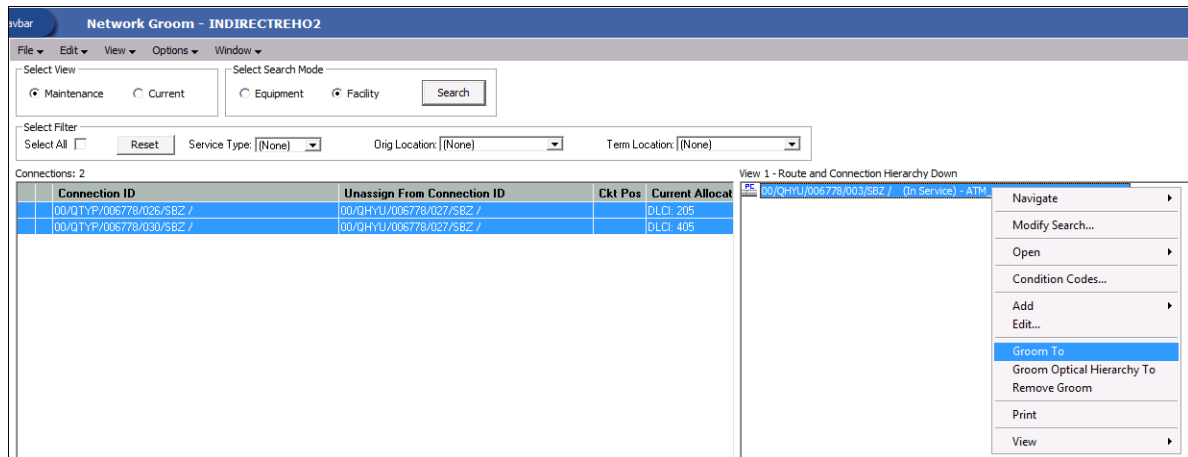 avbar Network Groom - INDIRECTREHO2
File Edit View Options Window
Select View Select Search Mode
Maintenance Current Equipment Facility Search
Select Filter
Select All Reset Service Type: (None) Orig Location: (None) Term Location: (None)
Connections: 2 View 1 - Route and Connection Hierarchy Down
Connection ID Unassign From Connection ID Ckt Pos Current Allocat
00/QTYP/006778/026/SBZ / 00/QHYU/006778/027/SBZ / DLCI: 205
00/QTYP/006778/030/SBZ / 00/QHYU/006778/027/SBZ / DLCI: 405
PC 00/QHYU/006778/003/SBZ / (In Service) - ATM_
Navigate
Modify Search...
Open
Condition Codes...
Add
Edit...
Groom To
Groom Optical Hierarchy To
Remove Groom
Print
View